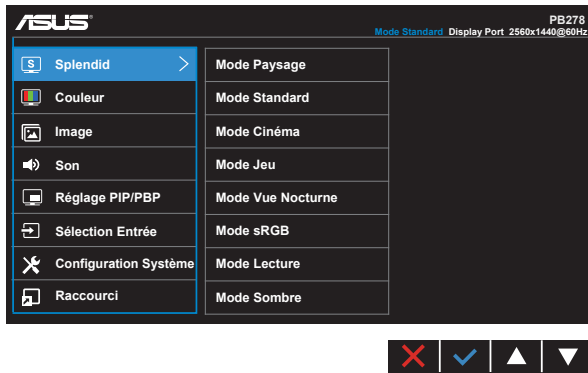 ASUS
PB278
Mode Standard Display Port 2560x1440@60Hz
S Splendid
Couleur
Image
Son
Réglage PIP/PBP
Sélection Entrée
Configuration Système
Raccourci
Mode Paysage
Mode Standard
Mode Cinéma
Mode Jeu
Mode Vue Nocturne
Mode sRGB
Mode Lecture
Mode Sombre